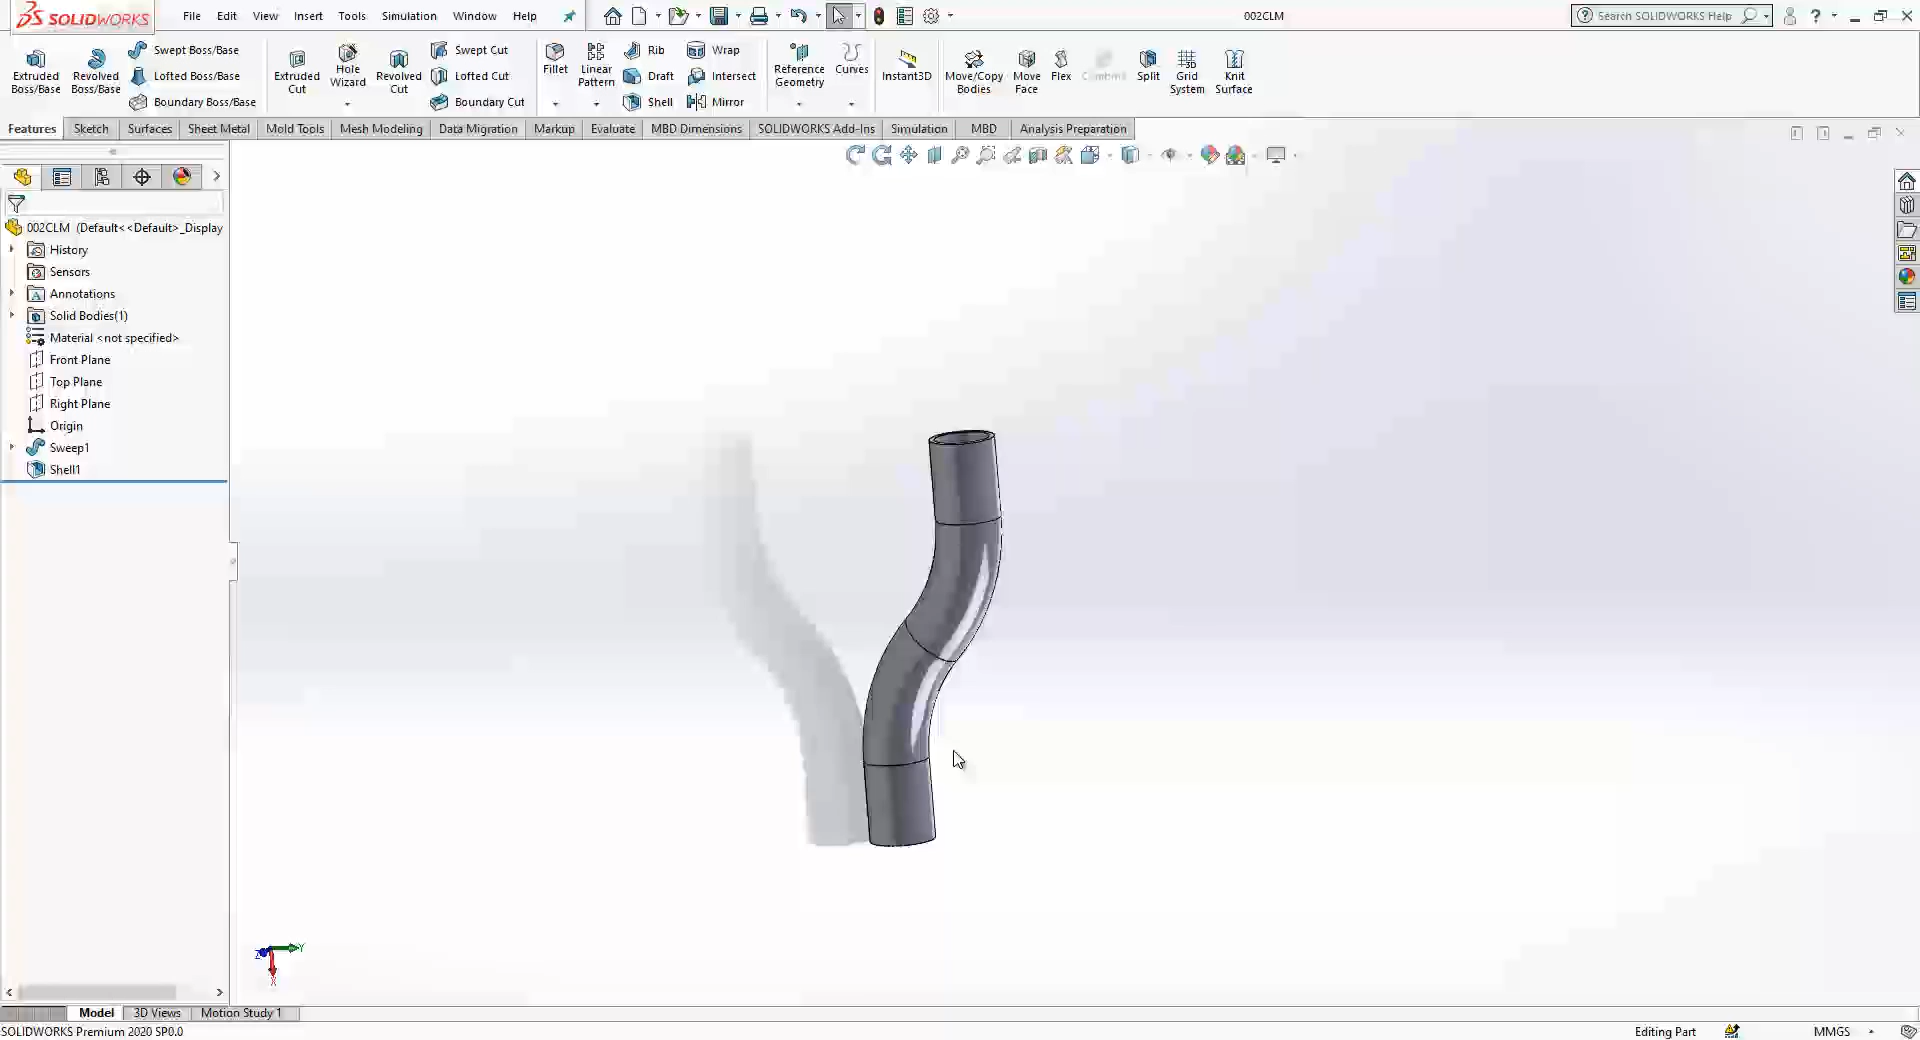 SOLIDWORKS
File Edit View Insert Tools Simulation Window Help
002CLM
Search SOLIDWORKS Help
Extruded Boss/Base
Revolved Boss/Base
Swept Boss/Base
Lofted Boss/Base
Boundary Boss/Base
Extruded Cut
Hole Wizard
Revolved Cut
Swept Cut
Lofted Cut
Boundary Cut
Fillet
Linear Pattern
Rib
Draft
Shell
Wrap
Intersect
Mirror
Reference Geometry
Curves
Instant3D
Move/Copy Bodies
Move Face
Flex
Combine
Split
Grid System
Knit Surface
Features Sketch Surfaces Sheet Metal Mold Tools Mesh Modeling Data Migration Markup Evaluate MBD Dimensions SOLIDWORKS Add-Ins Simulation MBD Analysis Preparation
002CLM (Default<<Default>_Display
History
Sensors
Annotations
Solid Bodies(1)
Material <not specified>
Front Plane
Top Plane
Right Plane
Origin
Sweep1
Shell1
Y
Z
X
Model 3D Views Motion Study 1
SOLIDWORKS Premium 2020 SP0.0
Editing Part
MMGS